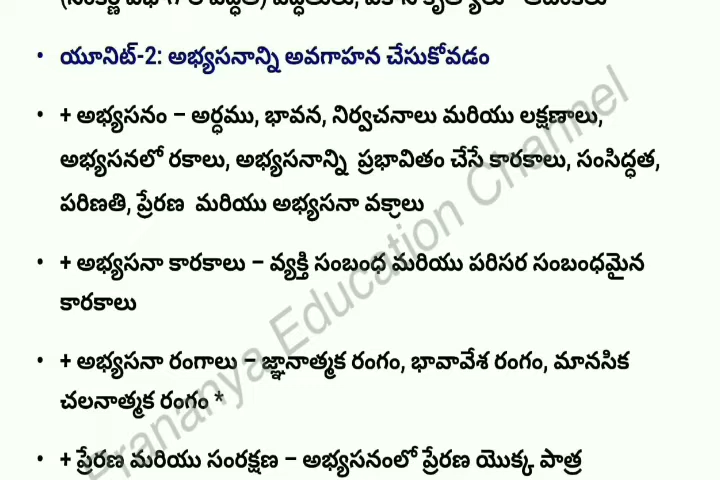 • యూనిట్-2: అభ్యసనాన్ని అవగాహన చేసుకోవడం
• + అభ్యసనం – అర్ధము, భావన, నిర్వచనాలు మరియు లక్షణాలు,
అభ్యసనలో రకాలు, అభ్యసనాన్ని ప్రభావితం చేసే కారకాలు, సంసిద్ధత,
పరిణతి, ప్రేరణ మరియు అభ్యసనా వక్రాలు
• + అభ్యసనా కారకాలు – వ్యక్తి సంబంధ మరియు పరిసర సంబంధమైన
కారకాలు
• + అభ్యసనా రంగాలు – జ్ఞానాత్మక రంగం, భావావేశ రంగం, మానసిక
చలనాత్మక రంగం *
• + ప్రేరణ మరియు సంరక్షణ – అభ్యసనంలో ప్రేరణ యొక్క పాత్ర
Prananya Education Channel